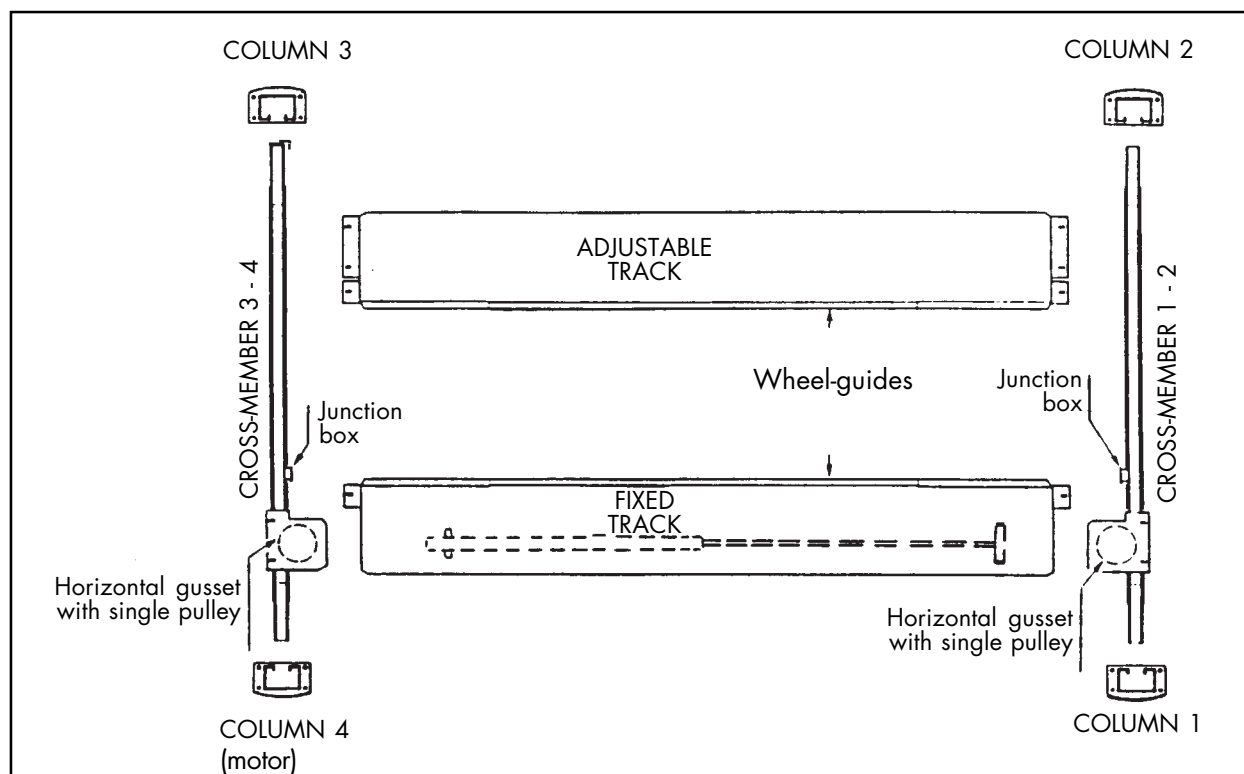 COLUMN 3
COLUMN 2
ADJUSTABLE
TRACK
CROSS-MEMBER 3 - 4
CROSS-MEMBER 1 - 2
Wheel-guides
Junction
box
Junction
box
FIXED
TRACK
Horizontal gusset
with single pulley
Horizontal gusset
with single pulley
COLUMN 4
(motor)
COLUMN 1